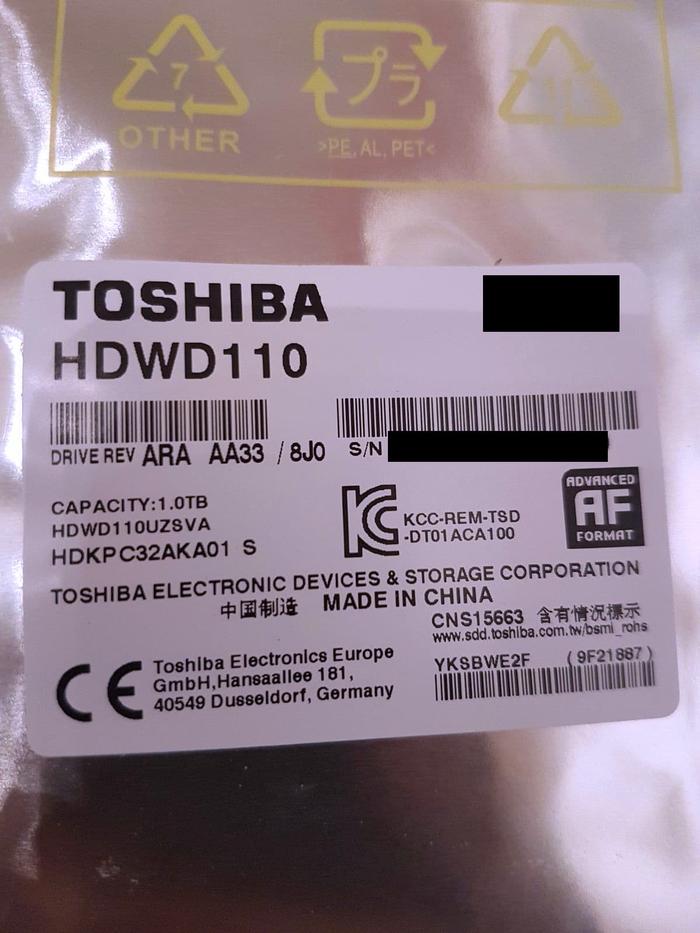 7
OTHER
プラ
>PE, AL, PET<
TOSHIBA
HDWD110
DRIVE REV ARA AA33 / 8J0 S/N
CAPACITY:1.0TB
HDWD110UZSVA
HDKPC32AKA01 S
KCC-REM-TSD
-DT01ACA100
ADVANCED
AF
FORMAT
TOSHIBA ELECTRONIC DEVICES & STORAGE CORPORATION
中国制造 MADE IN CHINA
CNS15663 含有情況標示
www.sdd.toshiba.com.tw/bsmi_rohs
CE
Toshiba Electronics Europe
GmbH,Hansaallee 181,
40549 Dusseldorf, Germany
YKSBWE2F (9F21887)